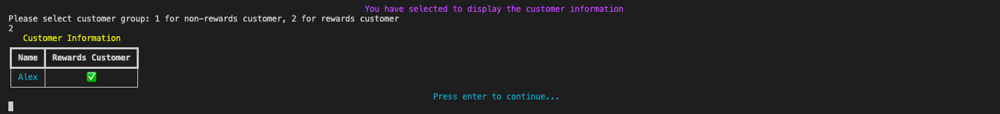 You have selected to display the customer information
Please select customer group: 1 for non-rewards customer, 2 for rewards customer
2
Customer Information
Name Rewards Customer
Alex ✅
Press enter to continue...